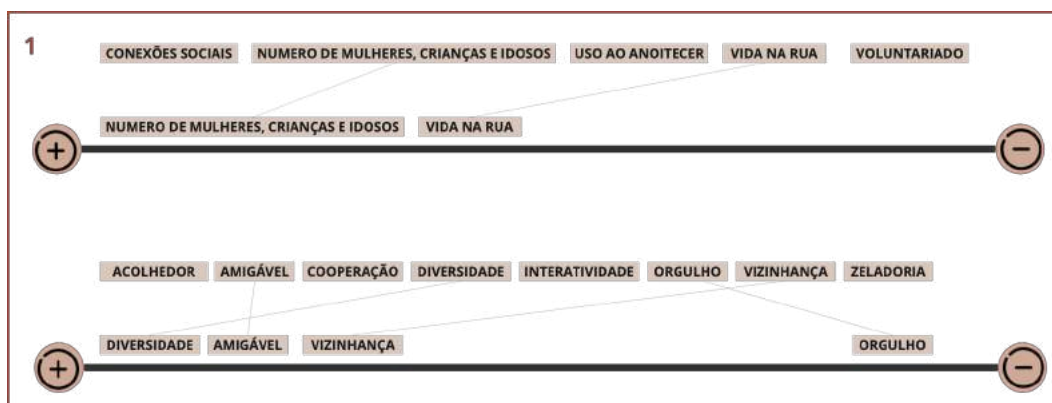 1
CONEXÕES SOCIAIS NUMERO DE MULHERES, CRIANÇAS E IDOSOS USO AO ANOITECER VIDA NA RUA VOLUNTARIADO
NUMERO DE MULHERES, CRIANÇAS E IDOSOS VIDA NA RUA
+ −
ACOLHEDOR AMIGÁVEL COOPERAÇÃO DIVERSIDADE INTERATIVIDADE ORGULHO VIZINHANÇA ZELADORIA
DIVERSIDADE AMIGÁVEL VIZINHANÇA ORGULHO
+ −